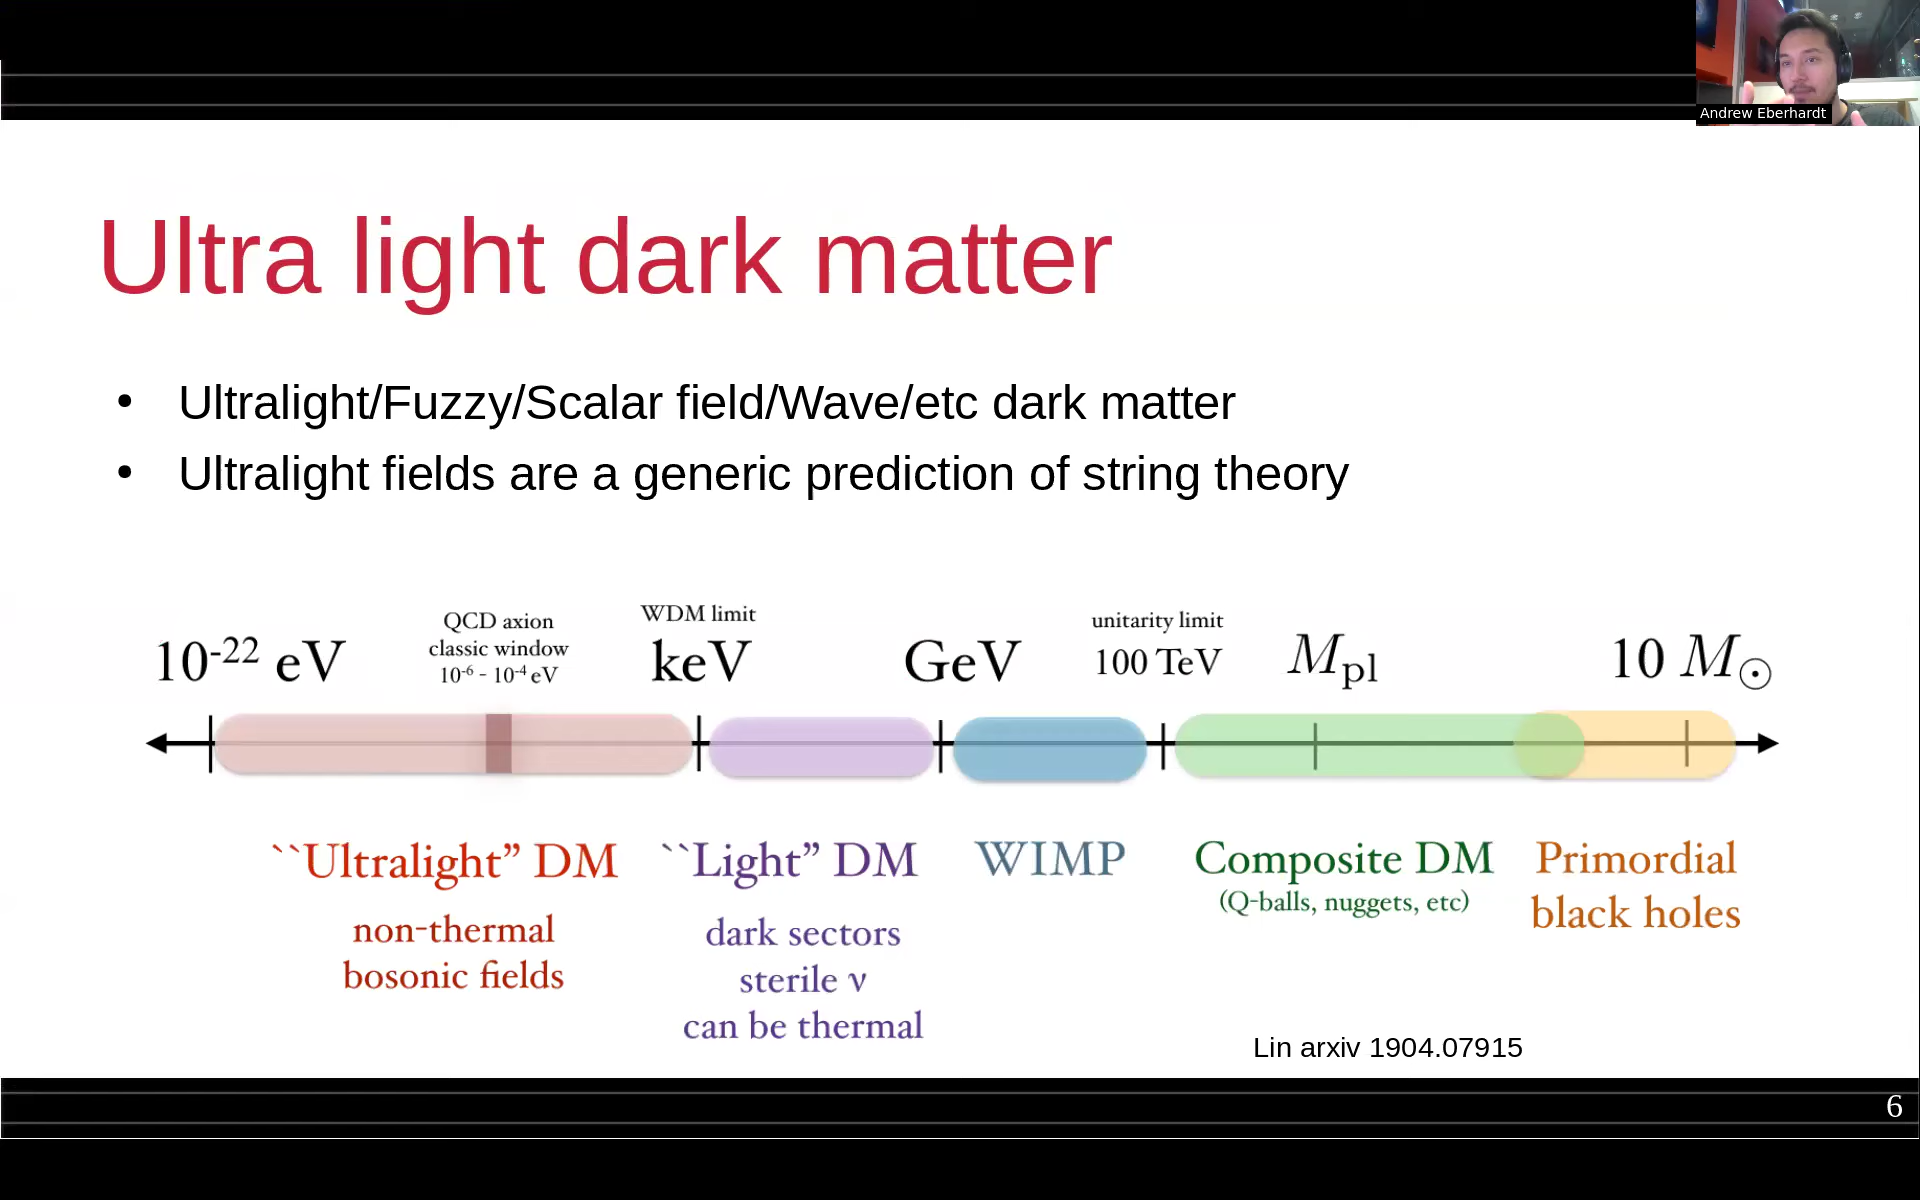 Andrew Eberhardt
Ultra light dark matter
• Ultralight/Fuzzy/Scalar field/Wave/etc dark matter
• Ultralight fields are a generic prediction of string theory
10⁻²² eV
QCD axion
classic window
10⁻⁶ - 10⁻⁴ eV
WDM limit
keV
GeV
unitarity limit
100 TeV
Mpl
10 M☉
``Ultralight” DM
non-thermal
bosonic fields
``Light” DM
dark sectors
sterile ν
can be thermal
WIMP
Composite DM
(Q-balls, nuggets, etc)
Primordial
black holes
Lin arxiv 1904.07915
6